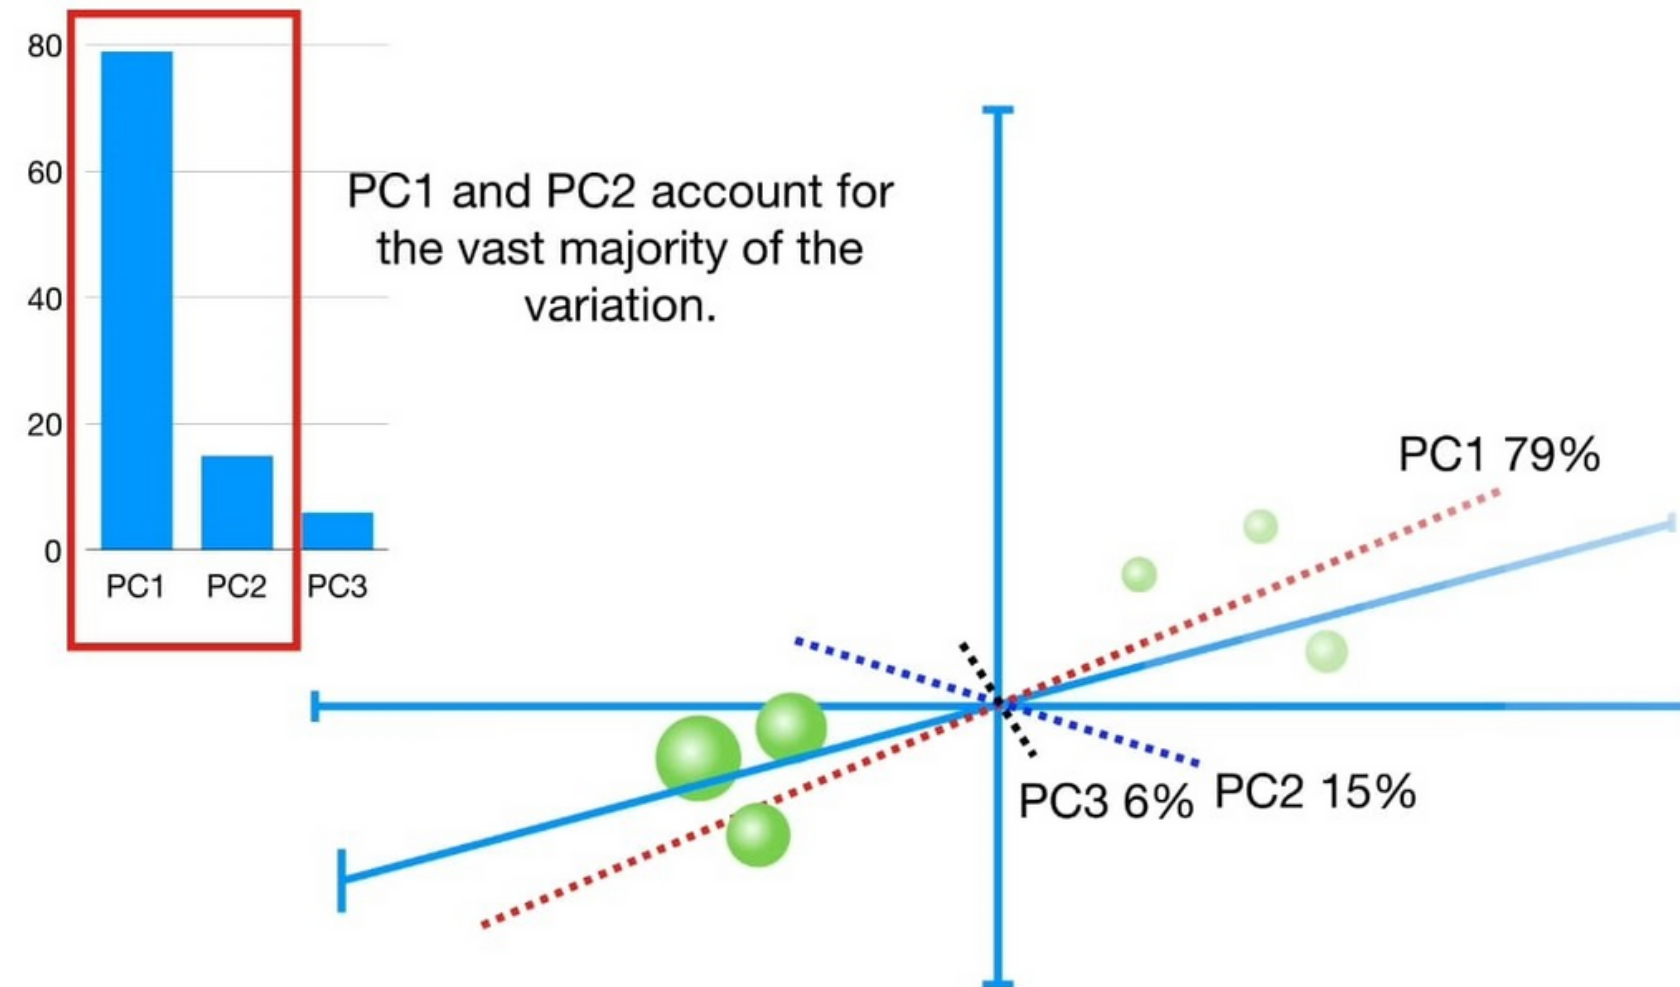 80
60
40
20
0
PC1 PC2 PC3
PC1 and PC2 account for
the vast majority of the
variation.
PC1 79%
PC3 6% PC2 15%